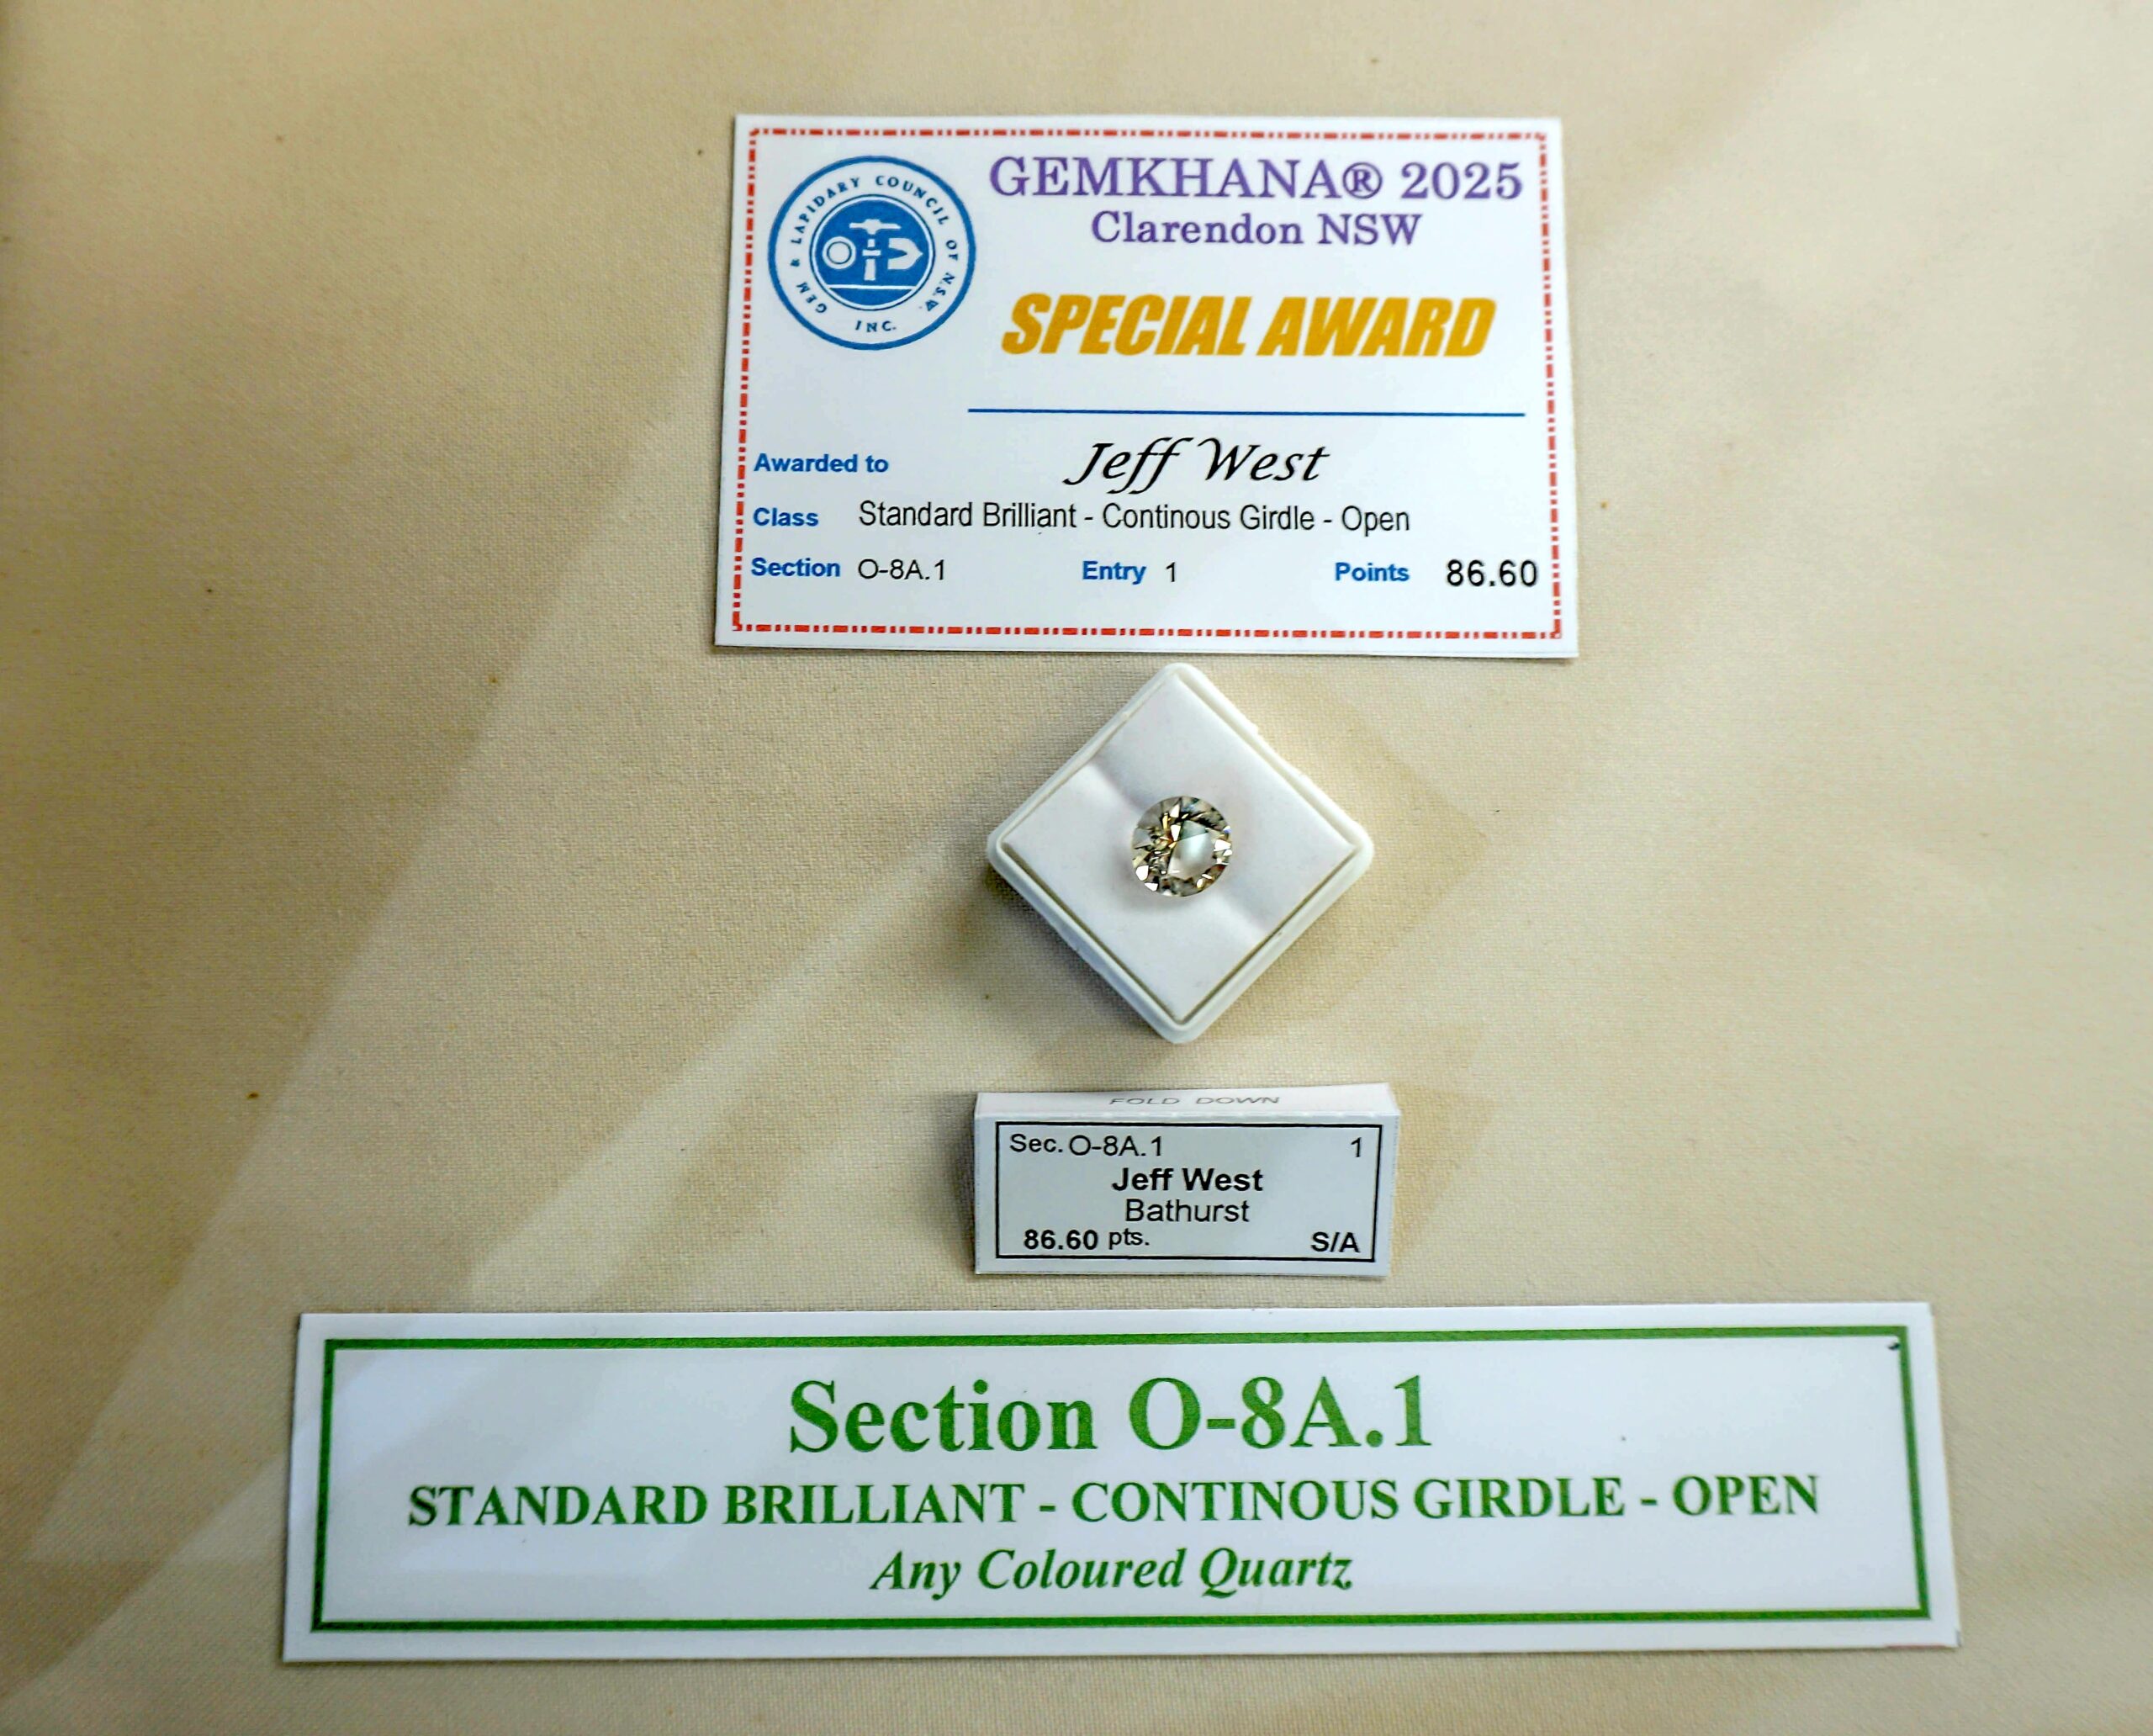 GEM & LAPIDARY COUNCIL OF N.S.W. INC.
GEMKHANA® 2025
Clarendon NSW
SPECIAL AWARD
Awarded to Jeff West
Class Standard Brilliant - Continous Girdle - Open
Section O-8A.1 Entry 1 Points 86.60
FOLD DOWN
Sec. O-8A.1 1
Jeff West
Bathurst
86.60 pts. S/A
Section O-8A.1
STANDARD BRILLIANT - CONTINOUS GIRDLE - OPEN
Any Coloured Quartz